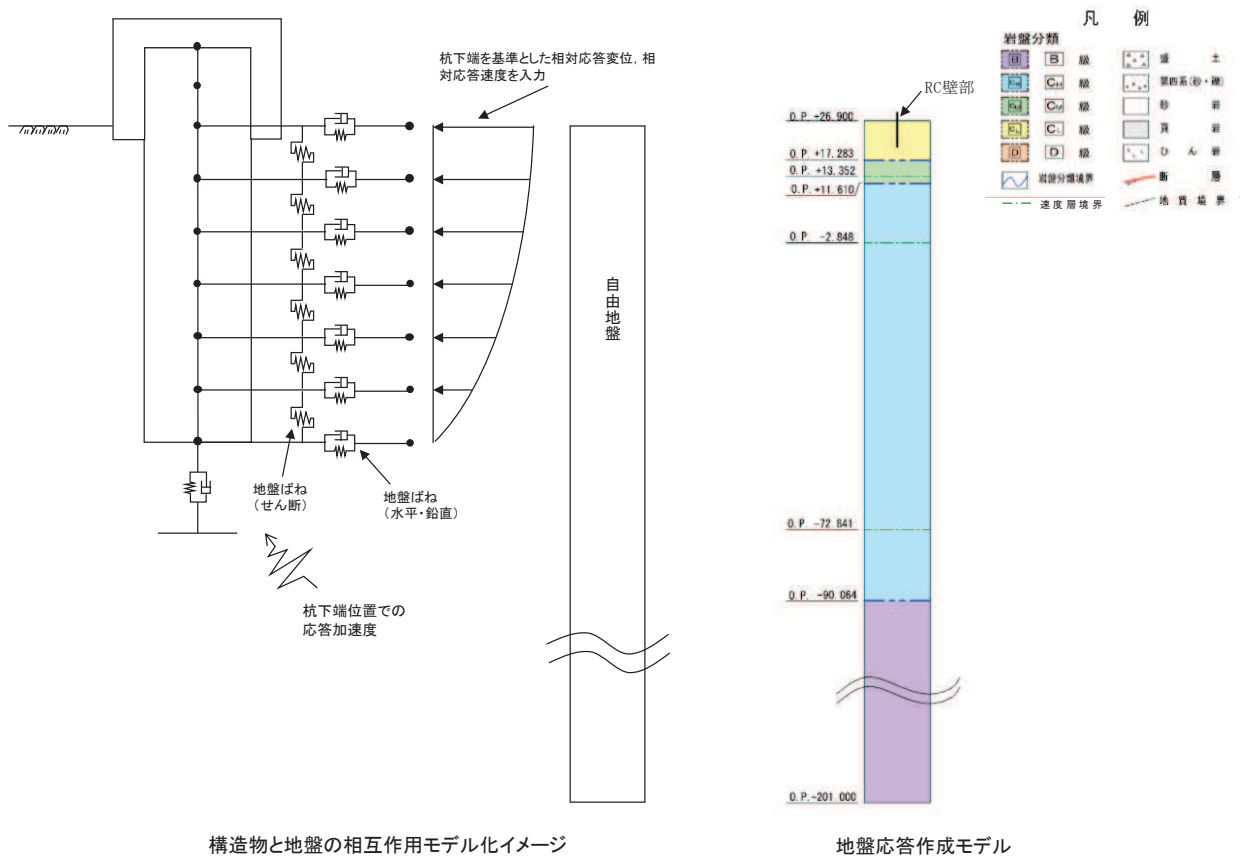 杭下端を基準とした相対応答変位，相
対応答速度を入力
自由地盤
地盤ばね
（せん断）
地盤ばね
（水平・鉛直）
杭下端位置での
応答加速度
構造物と地盤の相互作用モデル化イメージ
RC壁部
O.P. +26.900
O.P. +17.283
O.P. +13.352
O.P. +11.610
O.P. -2.848
O.P. -72.841
O.P. -90.064
O.P.-201.000
地盤応答作成モデル
凡 例
岩盤分類
B B 級
CH CH 級
CM CM 級
CL CL 級
D D 級
岩盤分類境界
速度層境界
盛 土
第四系(砂・礫)
砂 岩
頁 岩
ひ ん 岩
断 層
地 質 境 界